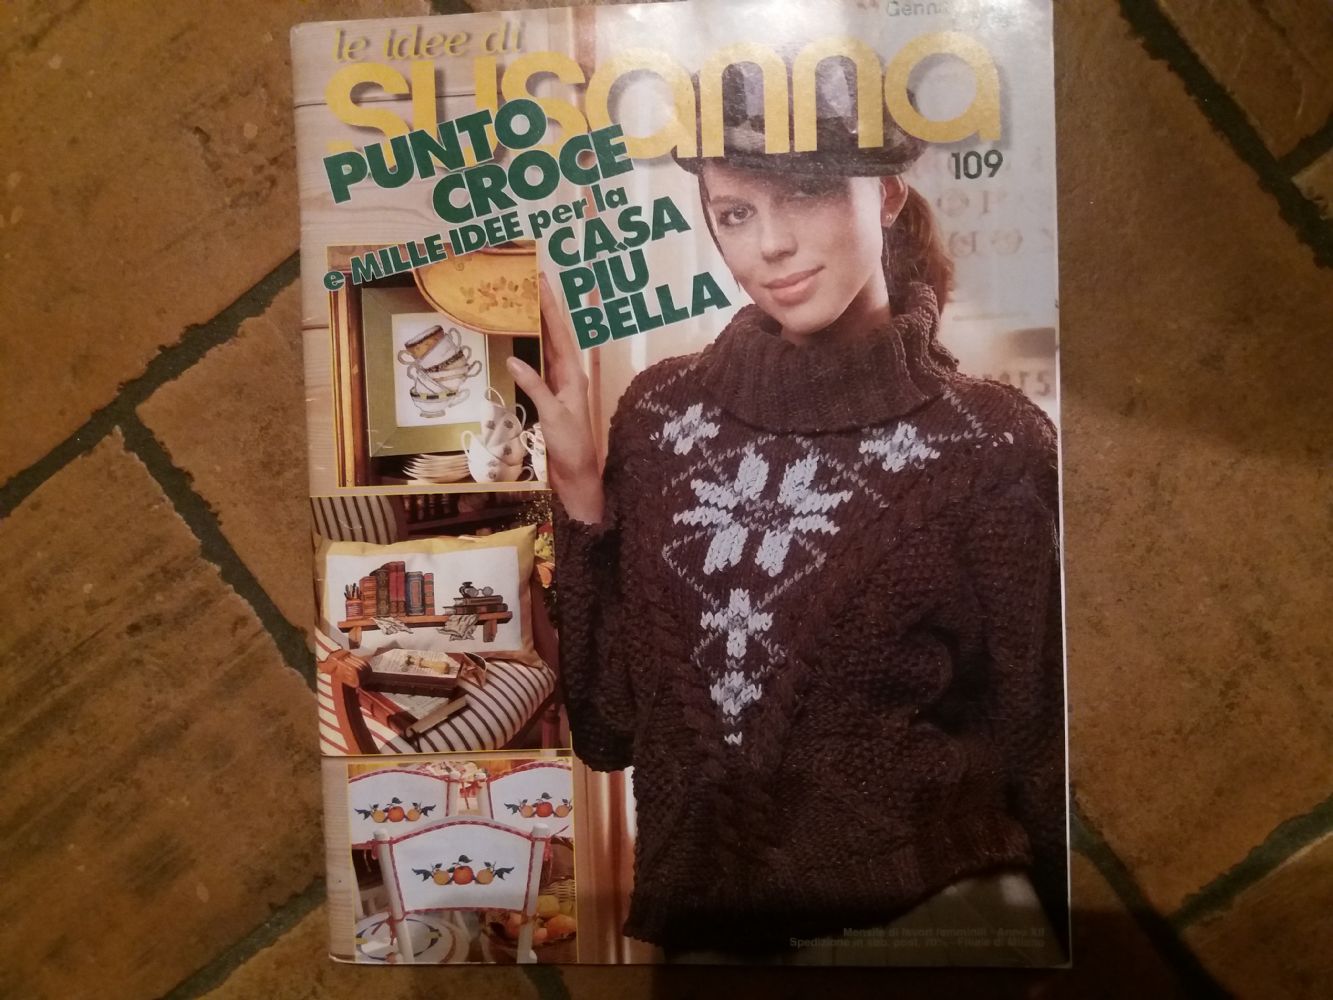 Genn
le idee di
susanna
109
PUNTO
CROCE
e MILLE IDEE per la
CASA
PIÙ
BELLA
Mensile di lavori femminili - Anno XII
Spedizione in abb. post. 70% - Filiale di Milano